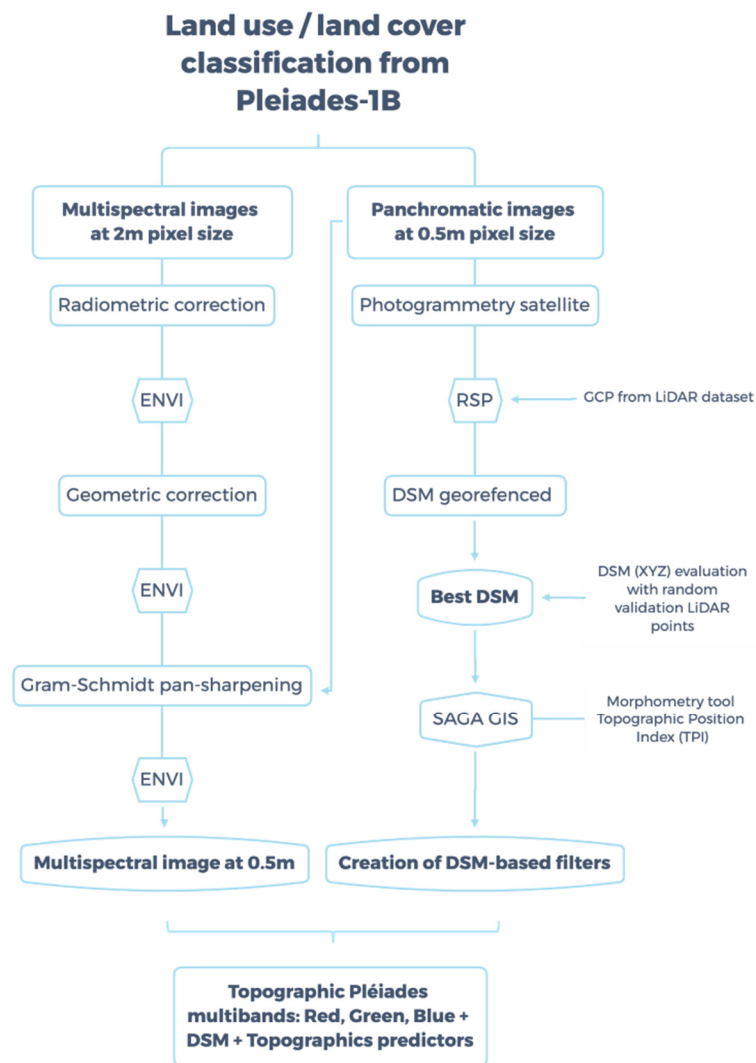 Land use / land cover
classification from
Pleiades-1B
Multispectral images
at 2m pixel size
Panchromatic images
at 0.5m pixel size
Radiometric correction
Photogrammetry satellite
ENVI
RSP
GCP from LiDAR dataset
Geometric correction
DSM georefenced
ENVI
Best DSM
DSM (XYZ) evaluation
with random
validation LiDAR
points
Gram-Schmidt pan-sharpening
SAGA GIS
Morphometry tool
Topographic Position
Index (TPI)
ENVI
Multispectral image at 0.5m
Creation of DSM-based filters
Topographic Pléiades
multibands: Red, Green, Blue +
DSM + Topographics predictors